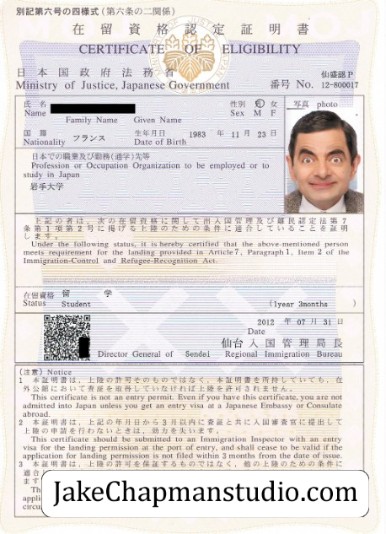 別記第六号の四様式(第六条の二関係)
在留資格認定証明書
CERTIFICATE OF ELIGIBILITY
日本国政府法務省
Ministry of Justice, Japanese Government
番号 No. 12-800017
氏名
Name
Family Name Given Name
性別 男 女
Sex M F
写真 photo
国籍
Nationality フランス
生年月日 1983 年 11 月 23 日
Date of Birth
日本での職業及び勤務(通学)先等
Profession or Occupation Organization to be employed or to
study in Japan
岩手大学
上記の者は、次の在留資格に関して出入国管理及び難民認定法第7
条第1項第2号に掲げる上陸のための条件に適合していることを証明
します。
Under the following status, it is hereby certified that the above-mentioned person
meets requirement for the landing provided in Article 7, Paragraph 1, Item 2 of the
Immigration-Control and Refugee-Recognition Act.
在留資格 留学
Status Student (1year 3months )
2012 年 07 月 31 日
仙台入国管理局長
Director General of Sendai Regional Immigration Bureau
(注意) Notice
1 本証明書は、上陸の許可そのものではなく、本証明書を所持していても、在
外公館において査証を取得していなければ上陸を許可されません。
This certificate is not an entry permit. Even if you have this certificate, you are not
admitted into Japan unless you get an entry visa at a Japanese Embassy or Consulate
abroad.
2 本証明書は、上記の年月日から3月以内に査証と共に入国審査官に提出して
上陸の申請を行わないときは、効力を失います。
This certificate should be submitted to an Immigration Inspector with an entry
visa for the landing permission at the port of entry, and shall cease to be valid if the
application for landing permission is not filed within 3 months from the date of issue.
3 本証明書は、上陸の許可を保証するものではなく、他の上陸のための条件に
JakeChapmanstudio.com